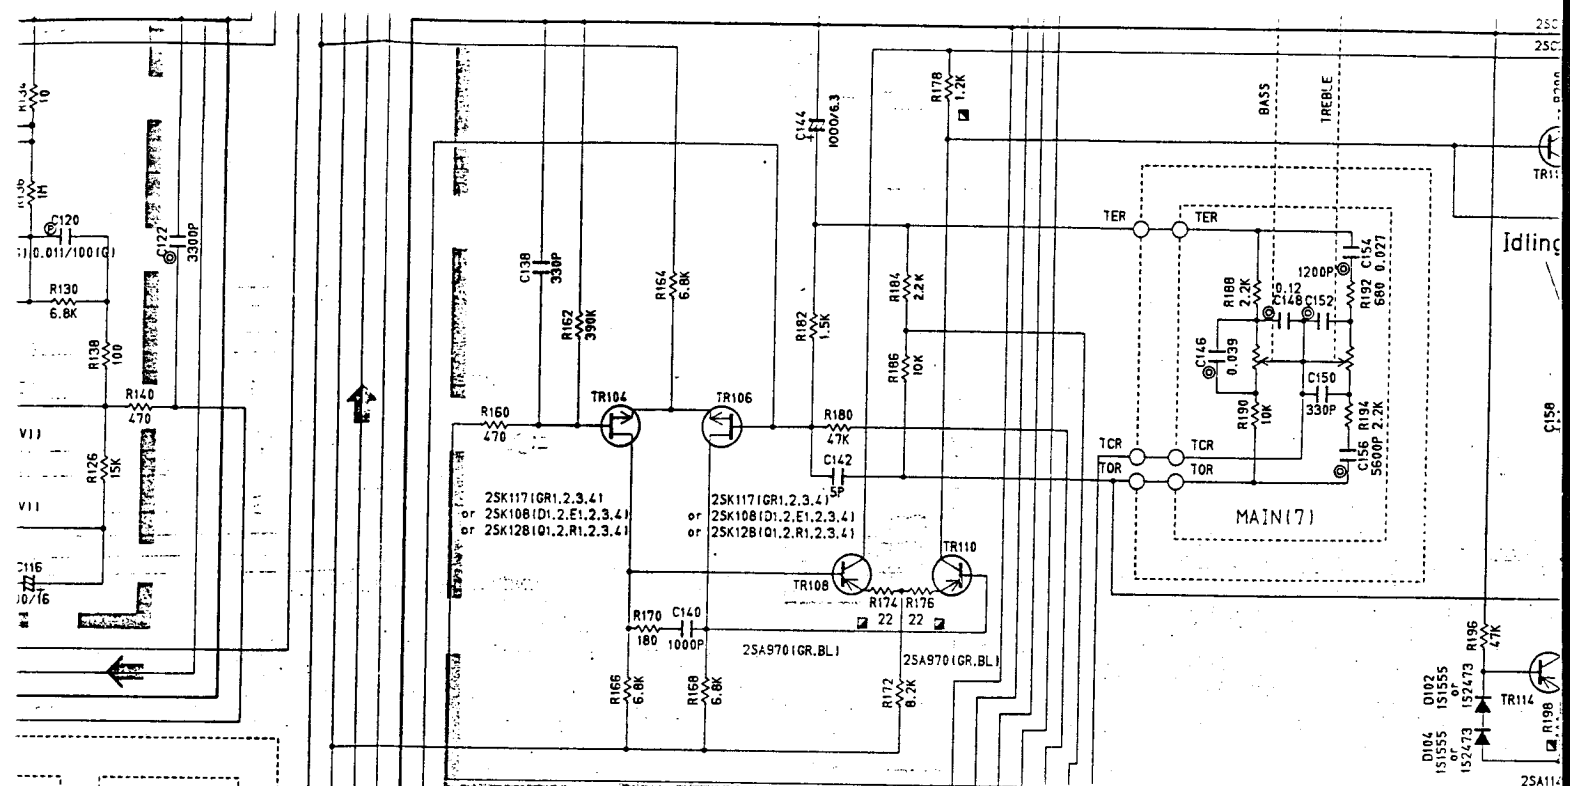 R134
10
R136
1M
C120
0.011/100(G)
C122
3300P
R130
6.8K
R138
100
R140
470
R126
15K
V1)
V1)
C116
C138
330P
R162
390K
R164
6.8K
R160
470
TR104
TR106
2SK117(GR1,2,3,4)
or 2SK108(D1,2,E1,2,3,4)
or 2SK128(Q1,2,R1,2,3,4)
2SK117(GR1,2,3,4)
or 2SK108(D1,2,E1,2,3,4)
or 2SK128(Q1,2,R1,2,3,4)
R170
180
C140
1000P
R166
6.8K
R168
6.8K
C144
1000/6.3
R178
1.2K
R182
1.5K
R184
2.2K
R186
10K
R180
47K
C142
5P
TR108
TR110
R174
22
R176
22
2SA970(GR,BL)
2SA970(GR,BL)
R172
8.2K
BASS
TREBLE
TER
TER
TCR
TCR
TOR
TOR
R188
2.2K
0.12
C148
1200P
C152
C154
0.027
R192
680
C146
0.039
C150
330P
R190
10K
R194
2.2K
C156
5600P
MAIN(7)
2SC
2SC
TR11
Idling
C158
R196
47K
D102
1S1555
or
1S2473
D104
1S1555
or
1S2473
TR114
R198
2SA114